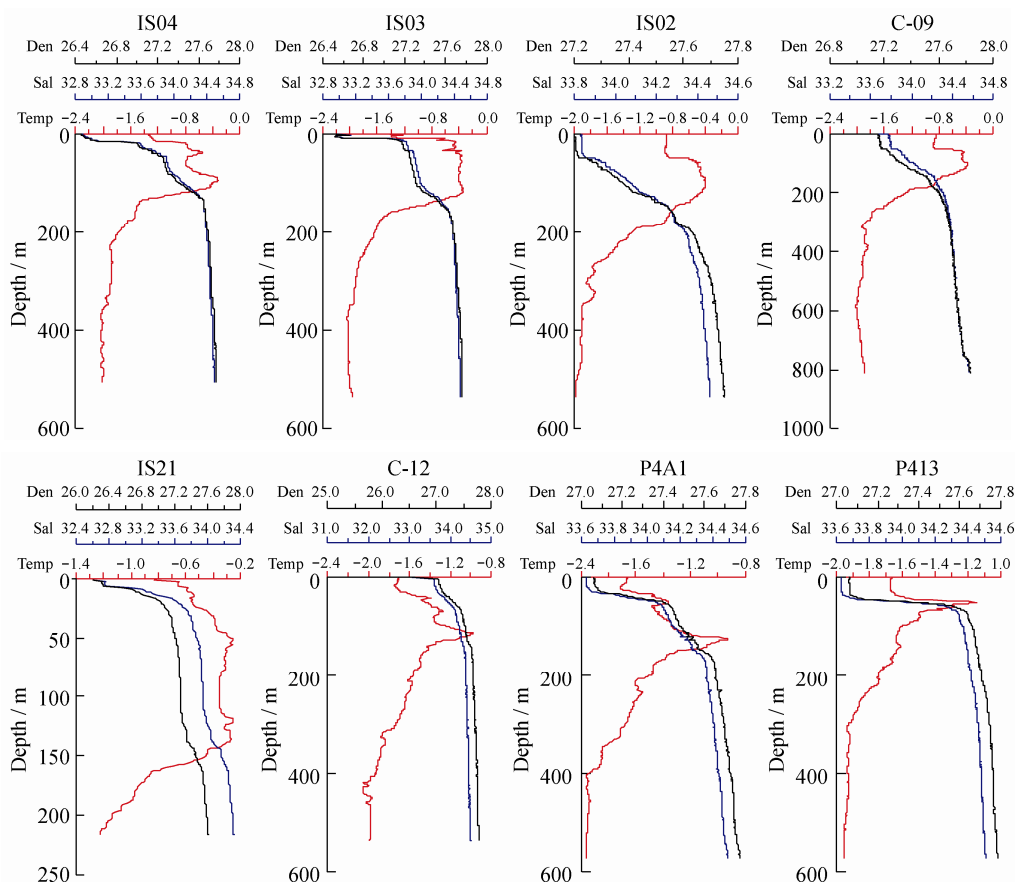 IS04 IS03 IS02 C-09
Den 26.4 26.8 27.2 27.6 28.0 Den 26.4 26.8 27.2 27.6 28.0 Den 27.2 27.4 27.6 27.8 Den 26.8 27.2 27.6 28.0
Sal 32.8 33.2 33.6 34.0 34.4 34.8 Sal 32.8 33.2 33.6 34.0 34.4 34.8 Sal 33.8 34.0 34.2 34.4 34.6 Sal 33.2 33.6 34.0 34.4 34.8
Temp −2.4 −1.6 −0.8 0.0 Temp −2.4 −1.6 −0.8 0.0 Temp −2.0 −1.6 −1.2 −0.8 −0.4 0.0 Temp −2.4 −1.6 −0.8 0.0
0 0 0 0
200 200 200 200
400 400 400 400
600
800
600 600 600 1000
Depth / m Depth / m Depth / m Depth / m
IS21 C-12 P4A1 P413
Den 26.0 26.4 26.8 27.2 27.6 28.0 Den 25.0 26.0 27.0 28.0 Den 27.0 27.2 27.4 27.6 27.8 Den 27.0 27.2 27.4 27.6 27.8
Sal 32.4 32.8 33.2 33.6 34.0 34.4 Sal 31.0 32.0 33.0 34.0 35.0 Sal 33.6 33.8 34.0 34.2 34.4 34.6 Sal 33.6 33.8 34.0 34.2 34.4 34.6
Temp −1.4 −1.0 −0.6 −0.2 Temp −2.4 −2.0 −1.6 −1.2 −0.8 Temp −2.4 −1.6 −1.2 −0.8 Temp −2.0 −1.8 −1.6 −1.4 −1.2 1.0
0 0 0 0
50
100 200 200 200
150
200 400 400 400
250 600 600 600
Depth / m Depth / m Depth / m Depth / m